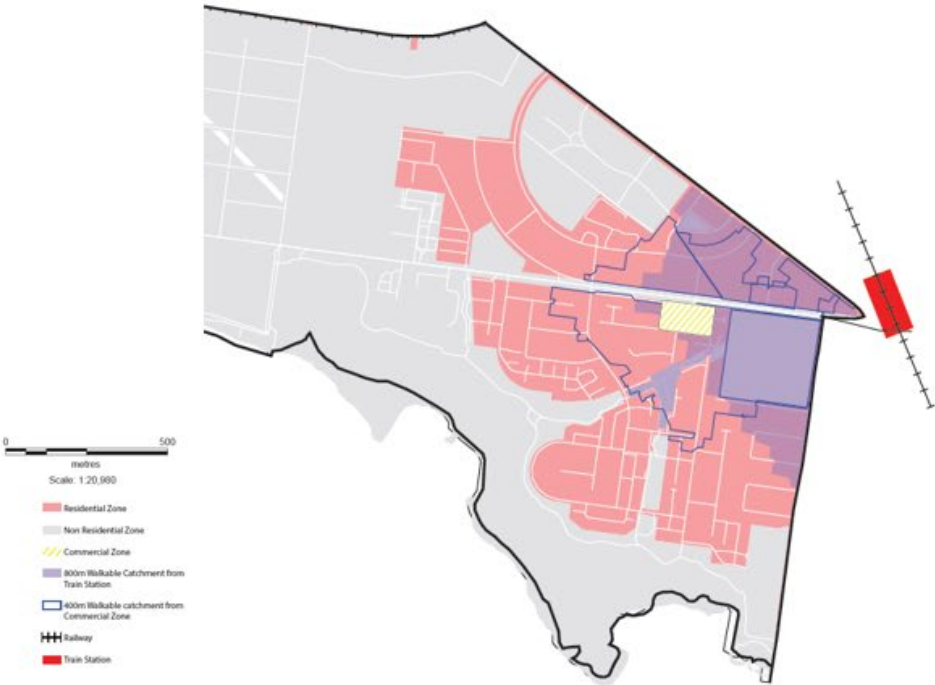 0 500
metres
Scale: 1:20,980
Residential Zone
Non Residential Zone
Commercial Zone
800m Walkable Catchment from
Train Station
400m Walkable catchment from
Commercial Zone
Railway
Train Station